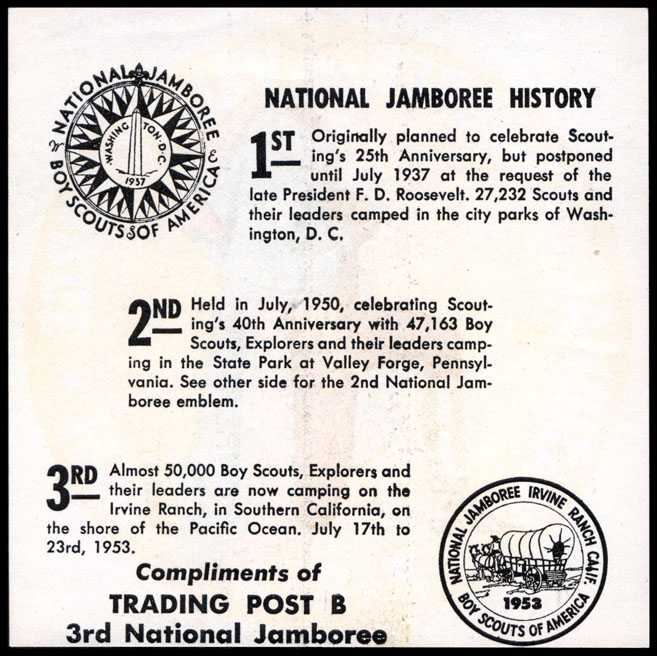 NATIONAL JAMBOREE
WASHINGTON·D·C·
1937
BOY SCOUTS OF AMERICA
NATIONAL JAMBOREE HISTORY
1ST Originally planned to celebrate Scout-
ing's 25th Anniversary, but postponed
until July 1937 at the request of the
late President F. D. Roosevelt. 27,232 Scouts and
their leaders camped in the city parks of Wash-
ington, D. C.
2ND Held in July, 1950, celebrating Scout-
ing's 40th Anniversary with 47,163 Boy
Scouts, Explorers and their leaders camp-
ing in the State Park at Valley Forge, Pennsyl-
vania. See other side for the 2nd National Jam-
boree emblem.
3RD Almost 50,000 Boy Scouts, Explorers and
their leaders are now camping on the
Irvine Ranch, in Southern California, on
the shore of the Pacific Ocean. July 17th to
23rd, 1953.
Compliments of
TRADING POST B
3rd National Jamboree
NATIONAL JAMBOREE IRVINE RANCH CALIF.
1953
BOY SCOUTS OF AMERICA